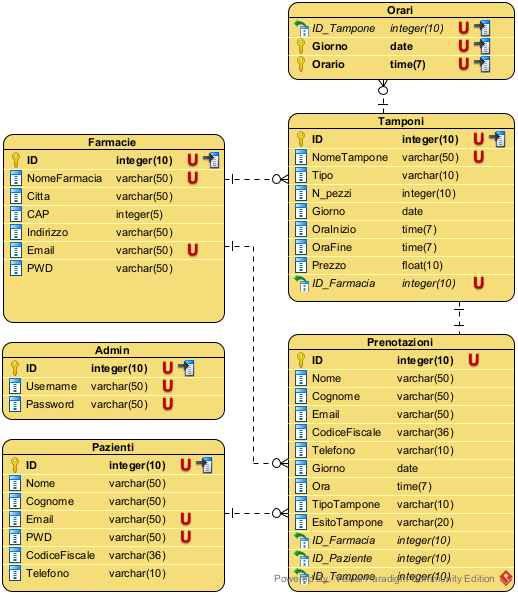 Orari
ID_Tampone integer(10) U
Giorno date U
Orario time(7) U
Tamponi
ID integer(10) U
NomeTampone varchar(50) U
Tipo varchar(10)
N_pezzi integer(10)
Giorno date
OraInizio time(7)
OraFine time(7)
Prezzo float(10)
ID_Farmacia integer(10) U
Farmacie
ID integer(10) U
NomeFarmacia varchar(50) U
Citta varchar(50)
CAP integer(5)
Indirizzo varchar(50)
Email varchar(50) U
PWD varchar(50)
Admin
ID integer(10) U
Username varchar(50) U
Password varchar(50) U
Prenotazioni
ID integer(10) U
Nome varchar(50)
Cognome varchar(50)
Email varchar(50)
CodiceFiscale varchar(36)
Telefono varchar(10)
Giorno date
Ora time(7)
TipoTampone varchar(10)
EsitoTampone varchar(20)
ID_Farmacia integer(10)
ID_Paziente integer(10)
ID_Tampone integer(10)
Pazienti
ID integer(10) U
Nome varchar(50)
Cognome varchar(50)
Email varchar(50) U
PWD varchar(50) U
CodiceFiscale varchar(36)
Telefono varchar(10)
Powered By Visual Paradigm Community Edition